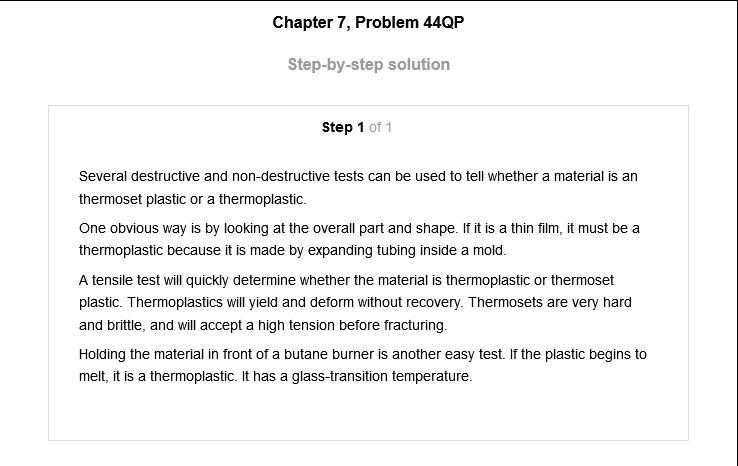 Chapter 7, Problem 44QP
Step-by-step solution
Step 1 of 1
Several destructive and non-destructive tests can be used to tell whether a material is an
thermoset plastic or a thermoplastic.
One obvious way is by looking at the overall part and shape. If it is a thin film, it must be a
thermoplastic because it is made by expanding tubing inside a mold.
A tensile test will quickly determine whether the material is thermoplastic or thermoset
plastic. Thermoplastics will yield and deform without recovery. Thermosets are very hard
and brittle, and will accept a high tension before fracturing.
Holding the material in front of a butane burner is another easy test. If the plastic begins to
melt, it is a thermoplastic. It has a glass-transition temperature.